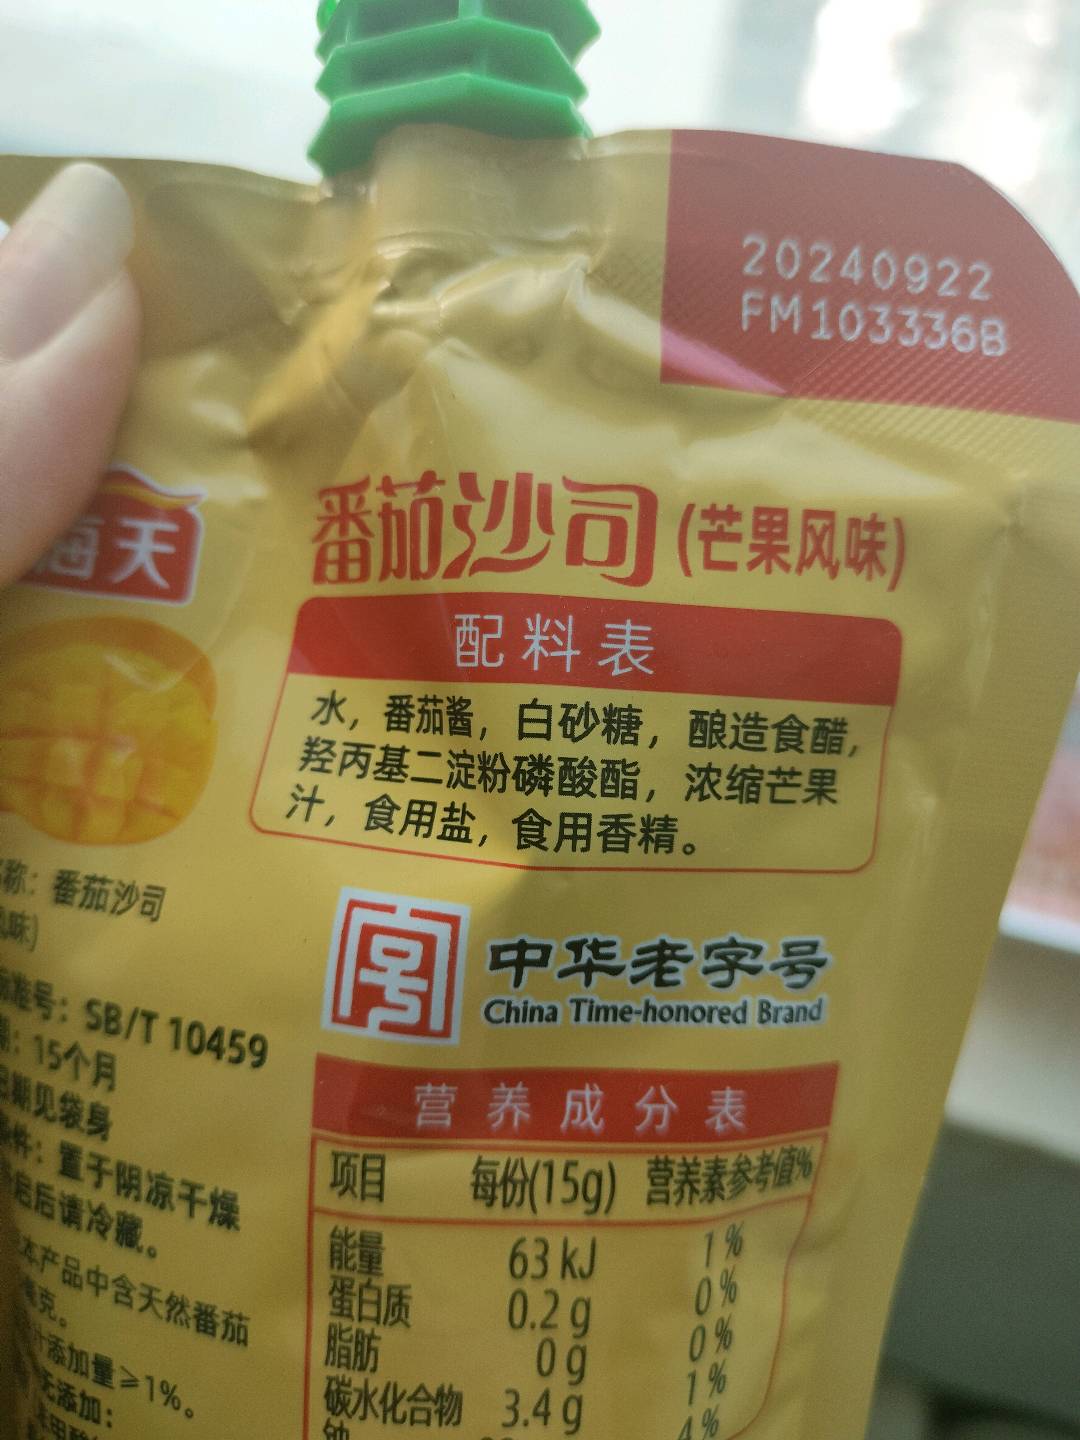 20240922
FM103336B
海天
番茄沙司(芒果风味)
配料表
水，番茄酱，白砂糖，酿造食醋，
羟丙基二淀粉磷酸酯，浓缩芒果
汁，食用盐，食用香精。
称：番茄沙司
风味)
标准号：SB/T 10459
期：15个月
日期见袋身
条件：置于阴凉干燥
启后请冷藏。
本产品中含天然番茄
克。
汁添加量≥1%。
无添加：
中华老字号
China Time-honored Brand
营养成分表
项目 每份(15g) 营养素参考值%
能量 63 kJ 1%
蛋白质 0.2 g 0%
脂肪 0 g 0%
碳水化合物 3.4 g 1%
钠 4%